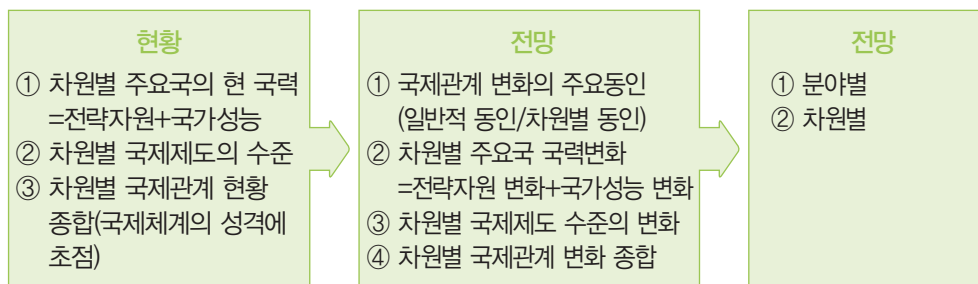 현황
① 차원별 주요국의 현 국력
=전략자원+국가성능
② 차원별 국제제도의 수준
③ 차원별 국제관계 현황
종합(국제체계의 성격에
초점)
전망
① 국제관계 변화의 주요동인
(일반적 동인/차원별 동인)
② 차원별 주요국 국력변화
=전략자원 변화+국가성능 변화
③ 차원별 국제제도 수준의 변화
④ 차원별 국제관계 변화 종합
전망
① 분야별
② 차원별